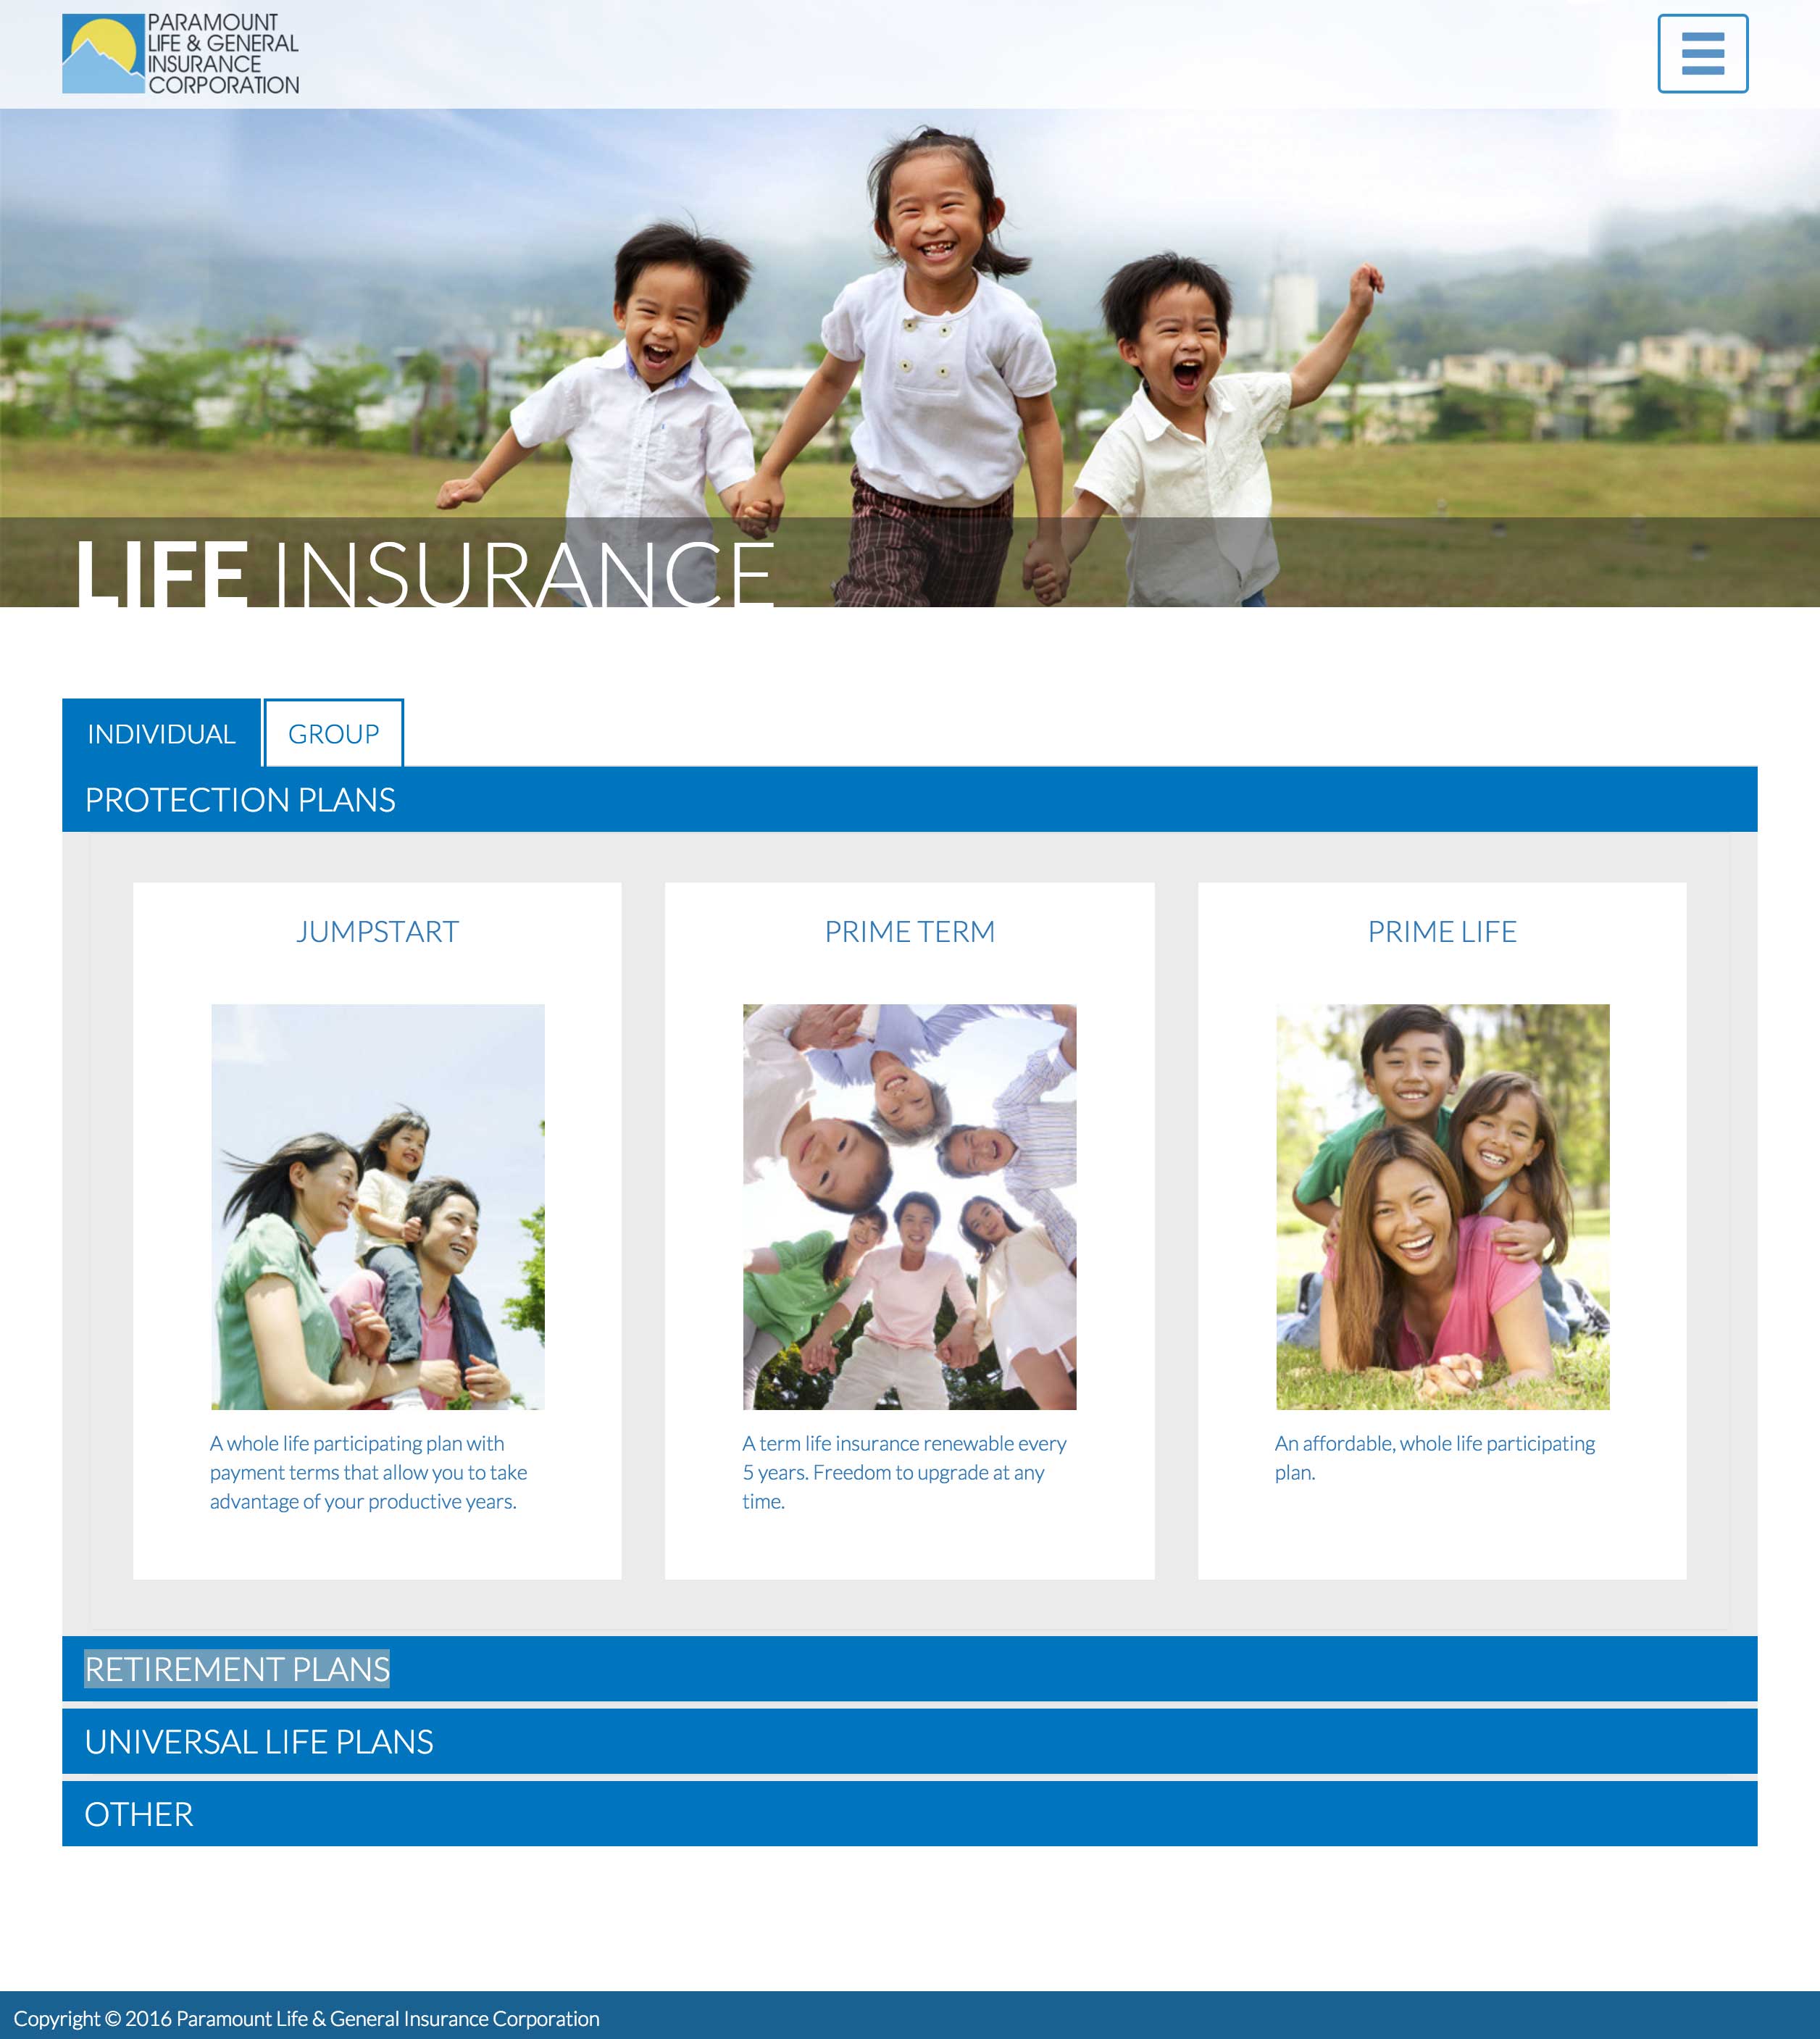 PARAMOUNT
LIFE & GENERAL
INSURANCE
CORPORATION
LIFE INSURANCE
INDIVIDUAL
GROUP
PROTECTION PLANS
JUMPSTART
A whole life participating plan with
payment terms that allow you to take
advantage of your productive years.
PRIME TERM
A term life insurance renewable every
5 years. Freedom to upgrade at any
time.
PRIME LIFE
An affordable, whole life participating
plan.
RETIREMENT PLANS
UNIVERSAL LIFE PLANS
OTHER
Copyright © 2016 Paramount Life & General Insurance Corporation